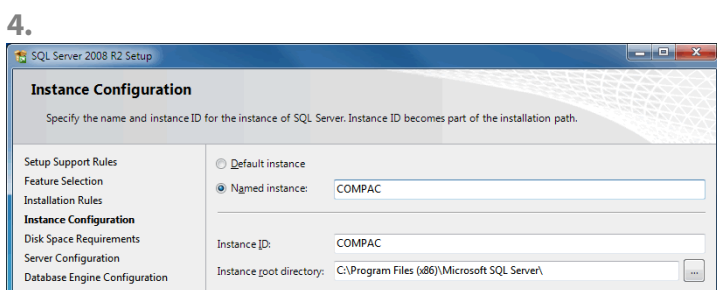 4.
SQL Server 2008 R2 Setup
Instance Configuration
Specify the name and instance ID for the instance of SQL Server. Instance ID becomes part of the installation path.
Setup Support Rules
Feature Selection
Installation Rules
Instance Configuration
Disk Space Requirements
Server Configuration
Database Engine Configuration
Default instance
Named instance: COMPAC
Instance ID: COMPAC
Instance root directory: C:\Program Files (x86)\Microsoft SQL Server\ ...